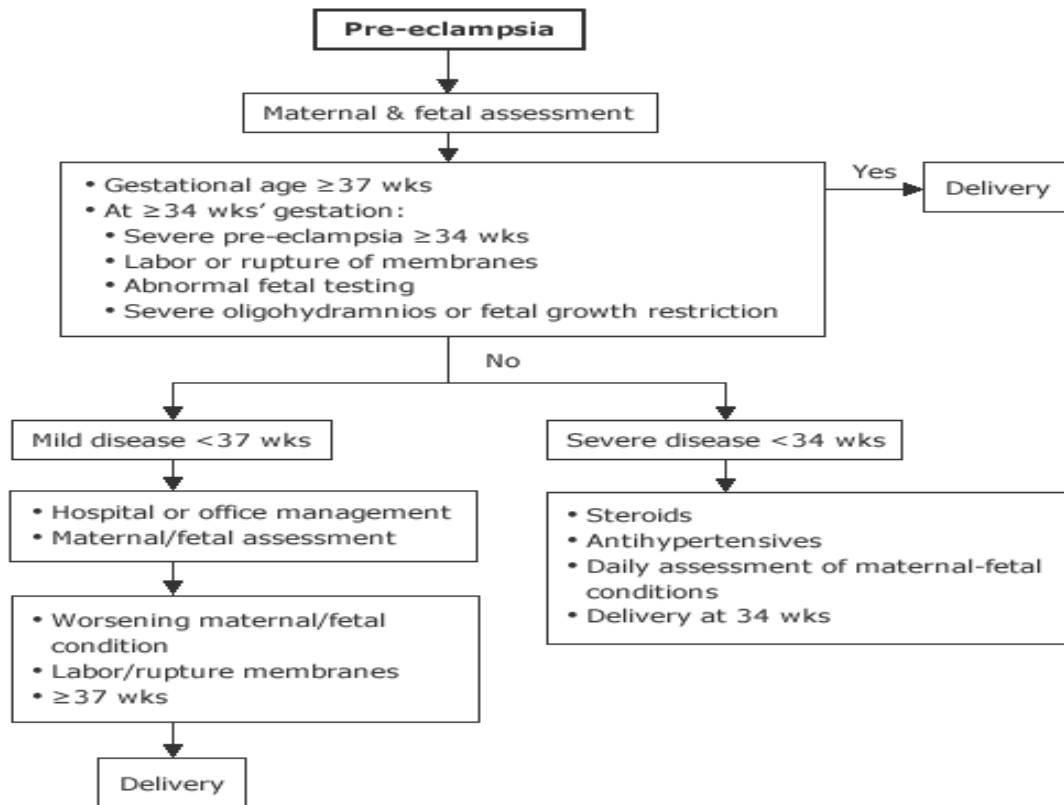 Pre-eclampsia
Maternal & fetal assessment
• Gestational age ≥37 wks
• At ≥34 wks’ gestation:
• Severe pre-eclampsia ≥34 wks
• Labor or rupture of membranes
• Abnormal fetal testing
• Severe oligohydramnios or fetal growth restriction
Yes
Delivery
No
Mild disease <37 wks
• Hospital or office management
• Maternal/fetal assessment
• Worsening maternal/fetal
condition
• Labor/rupture membranes
• ≥37 wks
Delivery
Severe disease <34 wks
• Steroids
• Antihypertensives
• Daily assessment of maternal-fetal
conditions
• Delivery at 34 wks